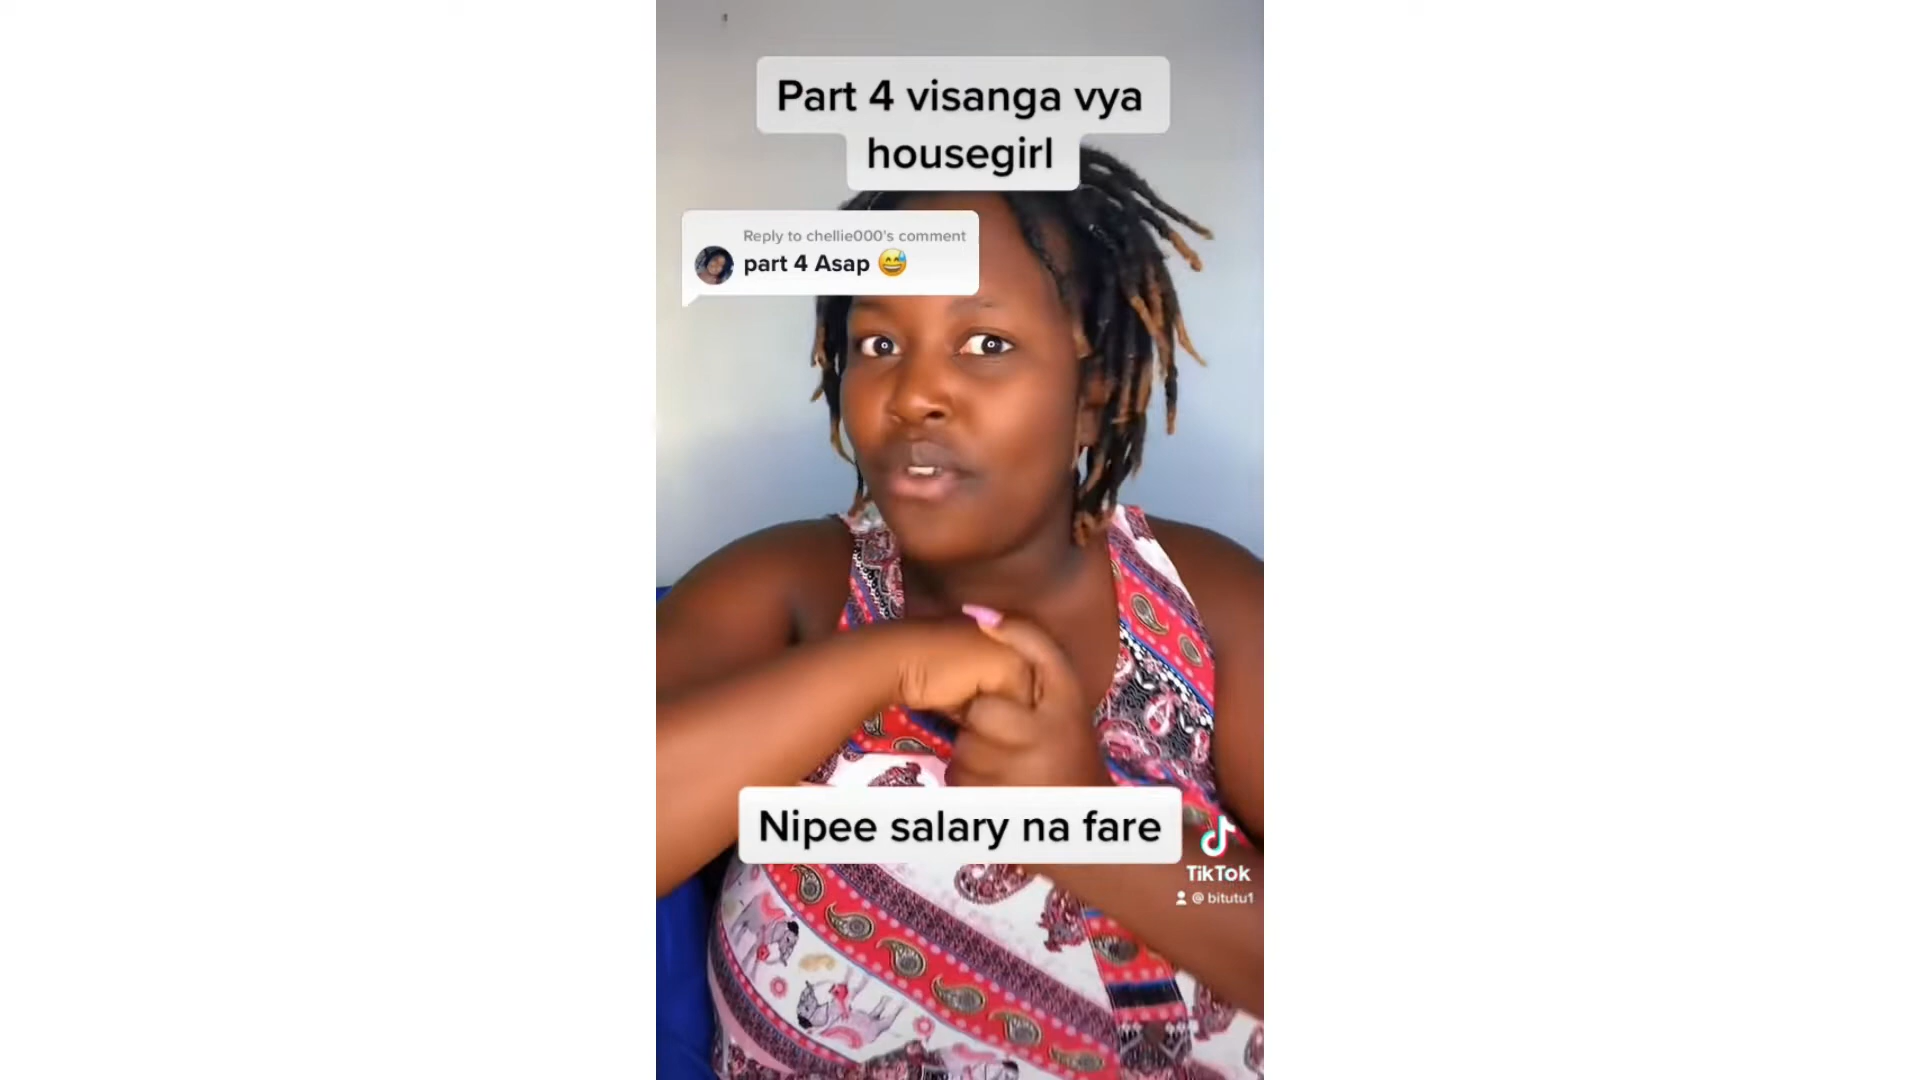 Part 4 visanga vya
housegirl
Reply to chellie000's comment
part 4 Asap 😅
Nipee salary na fare
TikTok
@ bitutu1